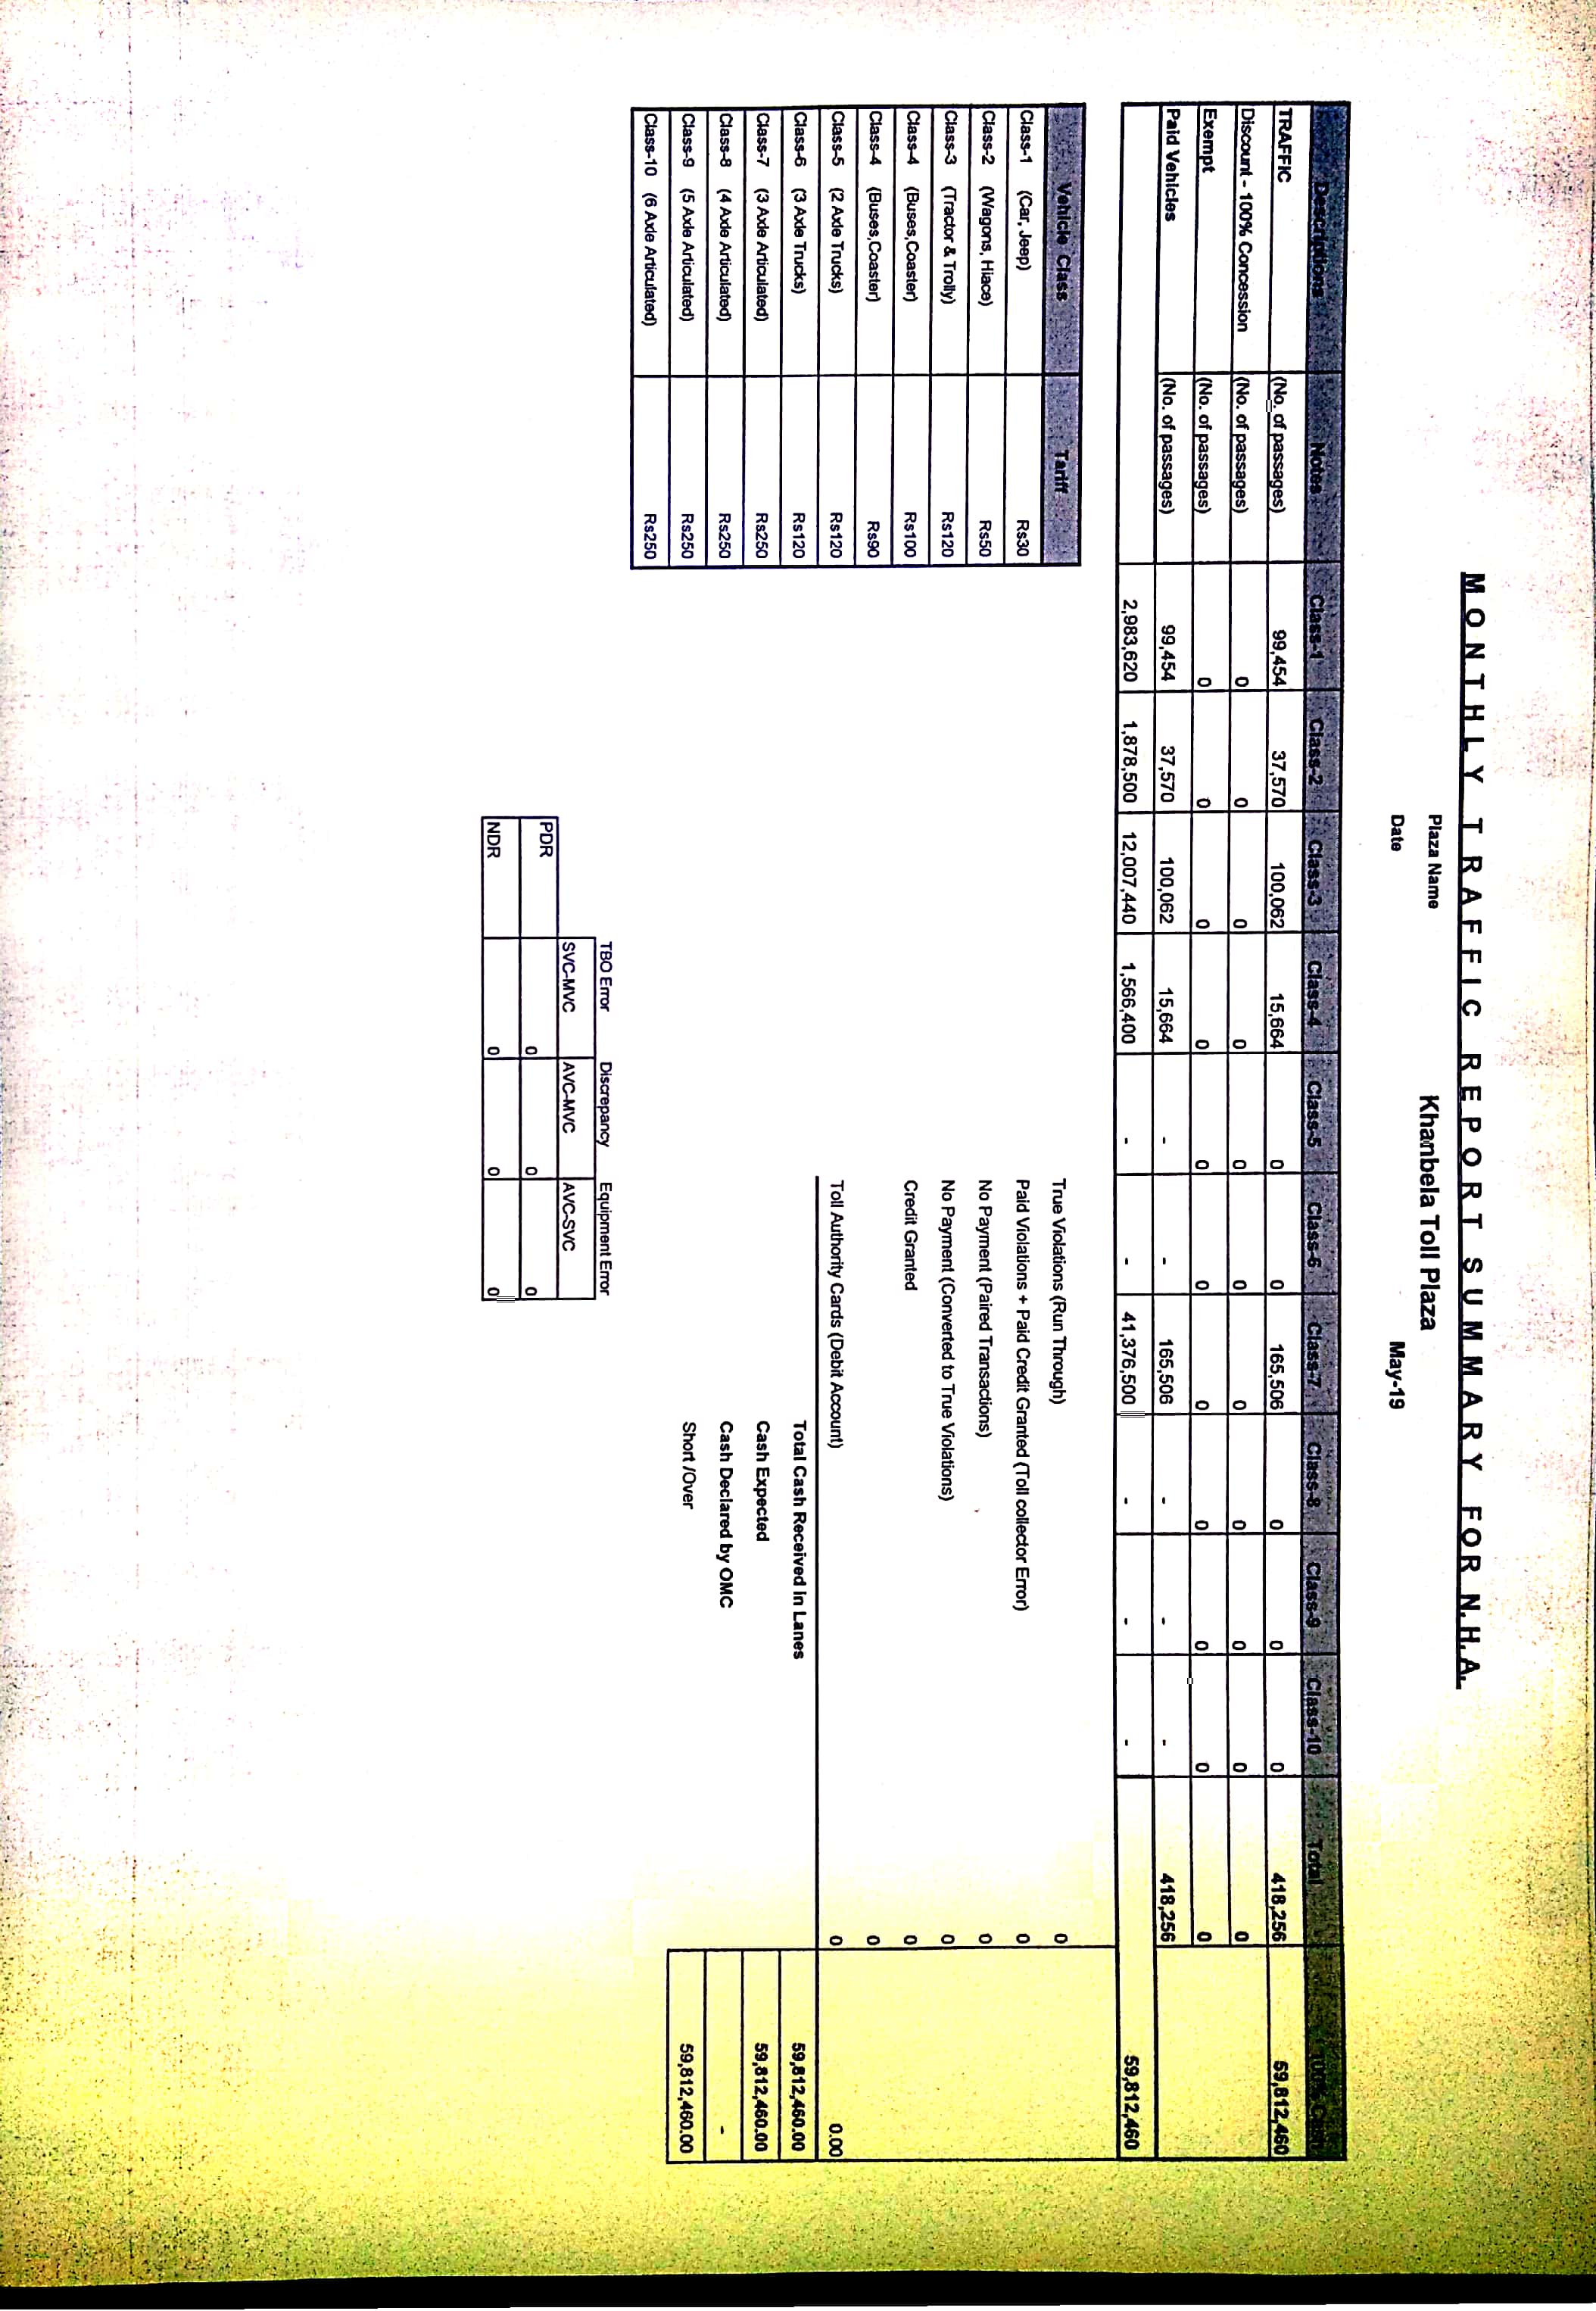 MONTHLY TRAFFIC REPORT SUMMARY FOR N.H.A.
Plaza Name Khanbela Toll Plaza
Date May-19
Descriptions Notes Class-1 Class-2 Class-3 Class-4 Class-5 Class-6 Class-7 Class-8 Class-9 Class-10 Total 100% Cash
TRAFFIC (No. of passages) 99,454 37,570 100,062 15,664 0 0 165,506 0 0 0 418,256 59,812,460
Discount - 100% Concession (No. of passages) 0 0 0 0 0 0 0 0 0 0 0
Exempt (No. of passages) 0 0 0 0 0 0 0 0 0 0 0
Paid Vehicles (No. of passages) 99,454 37,570 100,062 15,664 - - 165,506 - - - 418,256
2,983,620 1,878,500 12,007,440 1,566,400 - - 41,376,500 - - - 59,812,460
Vehicle Class Tariff
Class-1 (Car, Jeep) Rs30
Class-2 (Wagons, Hiace) Rs50
Class-3 (Tractor & Trolly) Rs120
Class-4 (Buses,Coaster) Rs100
Class-4 (Buses,Coaster) Rs90
Class-5 (2 Axle Trucks) Rs120
Class-6 (3 Axle Trucks) Rs120
Class-7 (3 Axle Articulated) Rs250
Class-8 (4 Axle Articulated) Rs250
Class-9 (5 Axle Articulated) Rs250
Class-10 (6 Axle Articulated) Rs250
True Violations (Run Through) 0
Paid Violations + Paid Credit Granted (Toll collector Error) 0
No Payment (Paired Transactions) 0
No Payment (Converted to True Violations) 0
Credit Granted 0
0
Toll Authority Cards (Debit Account) 0 0.00
Total Cash Received in Lanes 59,812,460.00
Cash Expected 59,812,460.00
Cash Declared by OMC -
Short /Over 59,812,460.00
TBO Error Discrepancy Equipment Error
SVC-MVC AVC-MVC AVC-SVC
PDR 0 0 0
NDR 0 0 0